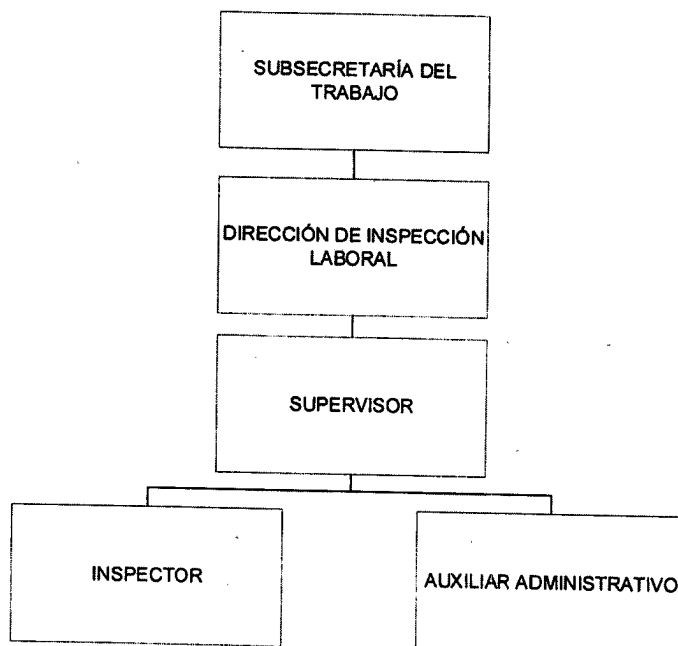 SUBSECRETARÍA DEL
TRABAJO
DIRECCIÓN DE INSPECCIÓN
LABORAL
SUPERVISOR
INSPECTOR
AUXILIAR ADMINISTRATIVO